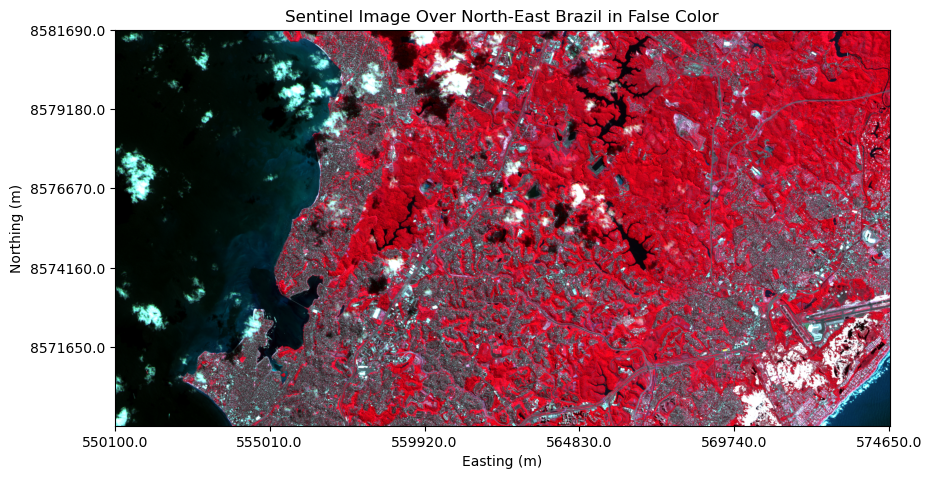 Sentinel Image Over North-East Brazil in False Color
8581690.0
8579180.0
8576670.0
8574160.0
8571650.0
Northing (m)
551100.0 555010.0 559920.0 564830.0 569740.0 574650.0
Easting (m)